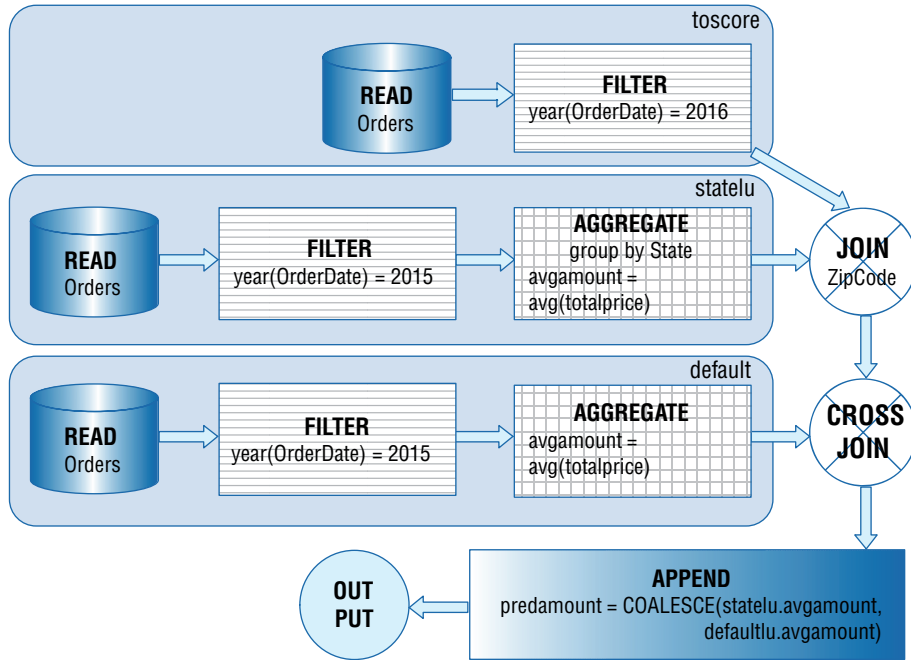 toscore
READ
Orders
FILTER
year(OrderDate) = 2016
statelu
READ
Orders
FILTER
year(OrderDate) = 2015
AGGREGATE
group by State
avgamount =
avg(totalprice)
JOIN
ZipCode
default
READ
Orders
FILTER
year(OrderDate) = 2015
AGGREGATE
avgamount =
avg(totalprice)
CROSS
JOIN
APPEND
predamount = COALESCE(statelu.avgamount,
defaultlu.avgamount)
OUT
PUT